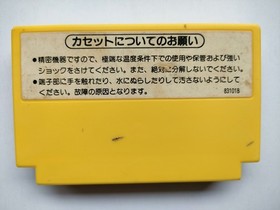 カセットについてのお願い
●精密機器ですので、極端な温度条件下での使用や保管および強い
ショックをさけてください。また、絶対に分解しないでください。
●端子部に手を触れたり、水にぬらしたりして汚さないようにして
ください。故障の原因となります。
831018